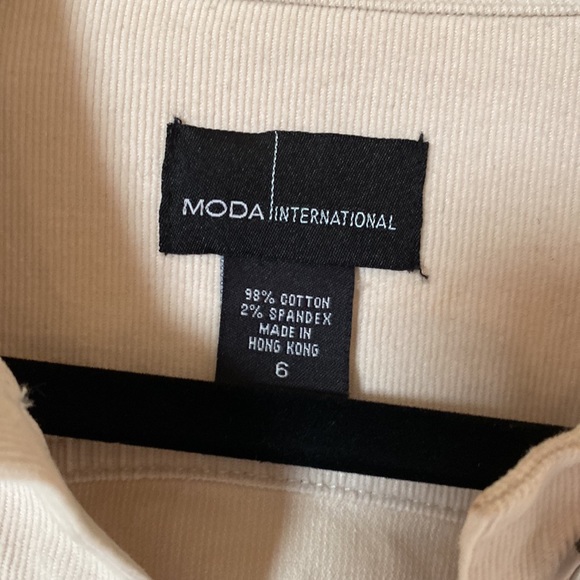 MODA INTERNATIONAL
98% COTTON
2% SPANDEX
MADE IN
HONG KONG
6